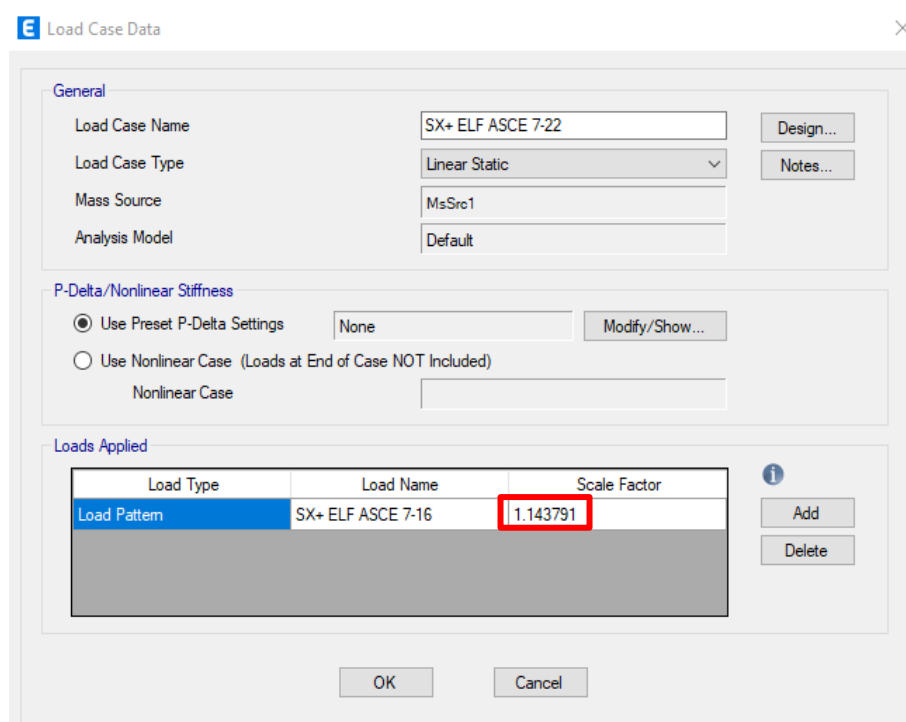 E Load Case Data
General
Load Case Name SX+ ELF ASCE 7-22 Design...
Load Case Type Linear Static Notes...
Mass Source MsSrc1
Analysis Model Default
P-Delta/Nonlinear Stiffness
Use Preset P-Delta Settings None Modify/Show...
Use Nonlinear Case (Loads at End of Case NOT Included)
Nonlinear Case
Loads Applied
Load Type Load Name Scale Factor i
Load Pattern SX+ ELF ASCE 7-16 1.143791 Add
Delete
OK Cancel